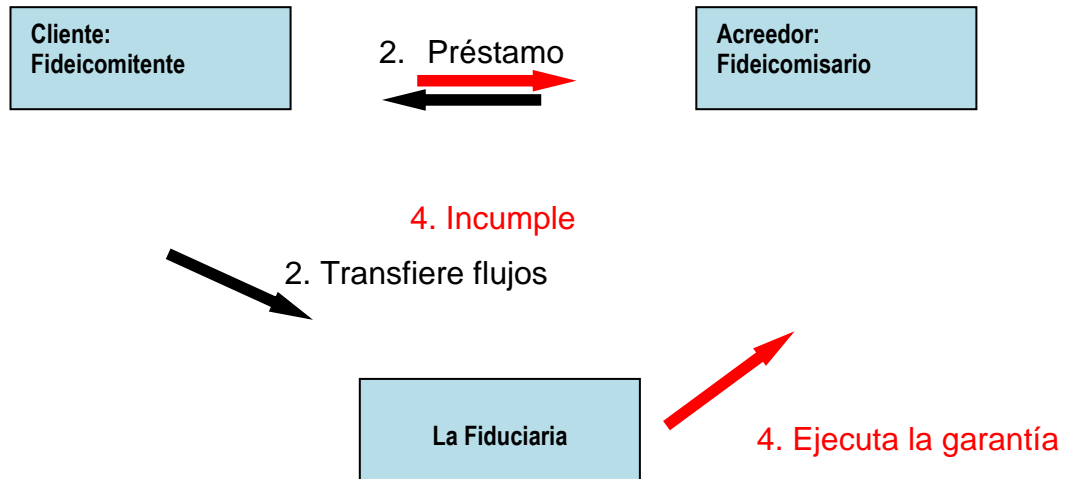 Cliente:
Fideicomitente
2. Préstamo
Acreedor:
Fideicomisario
4. Incumple
2. Transfiere flujos
La Fiduciaria
4. Ejecuta la garantía